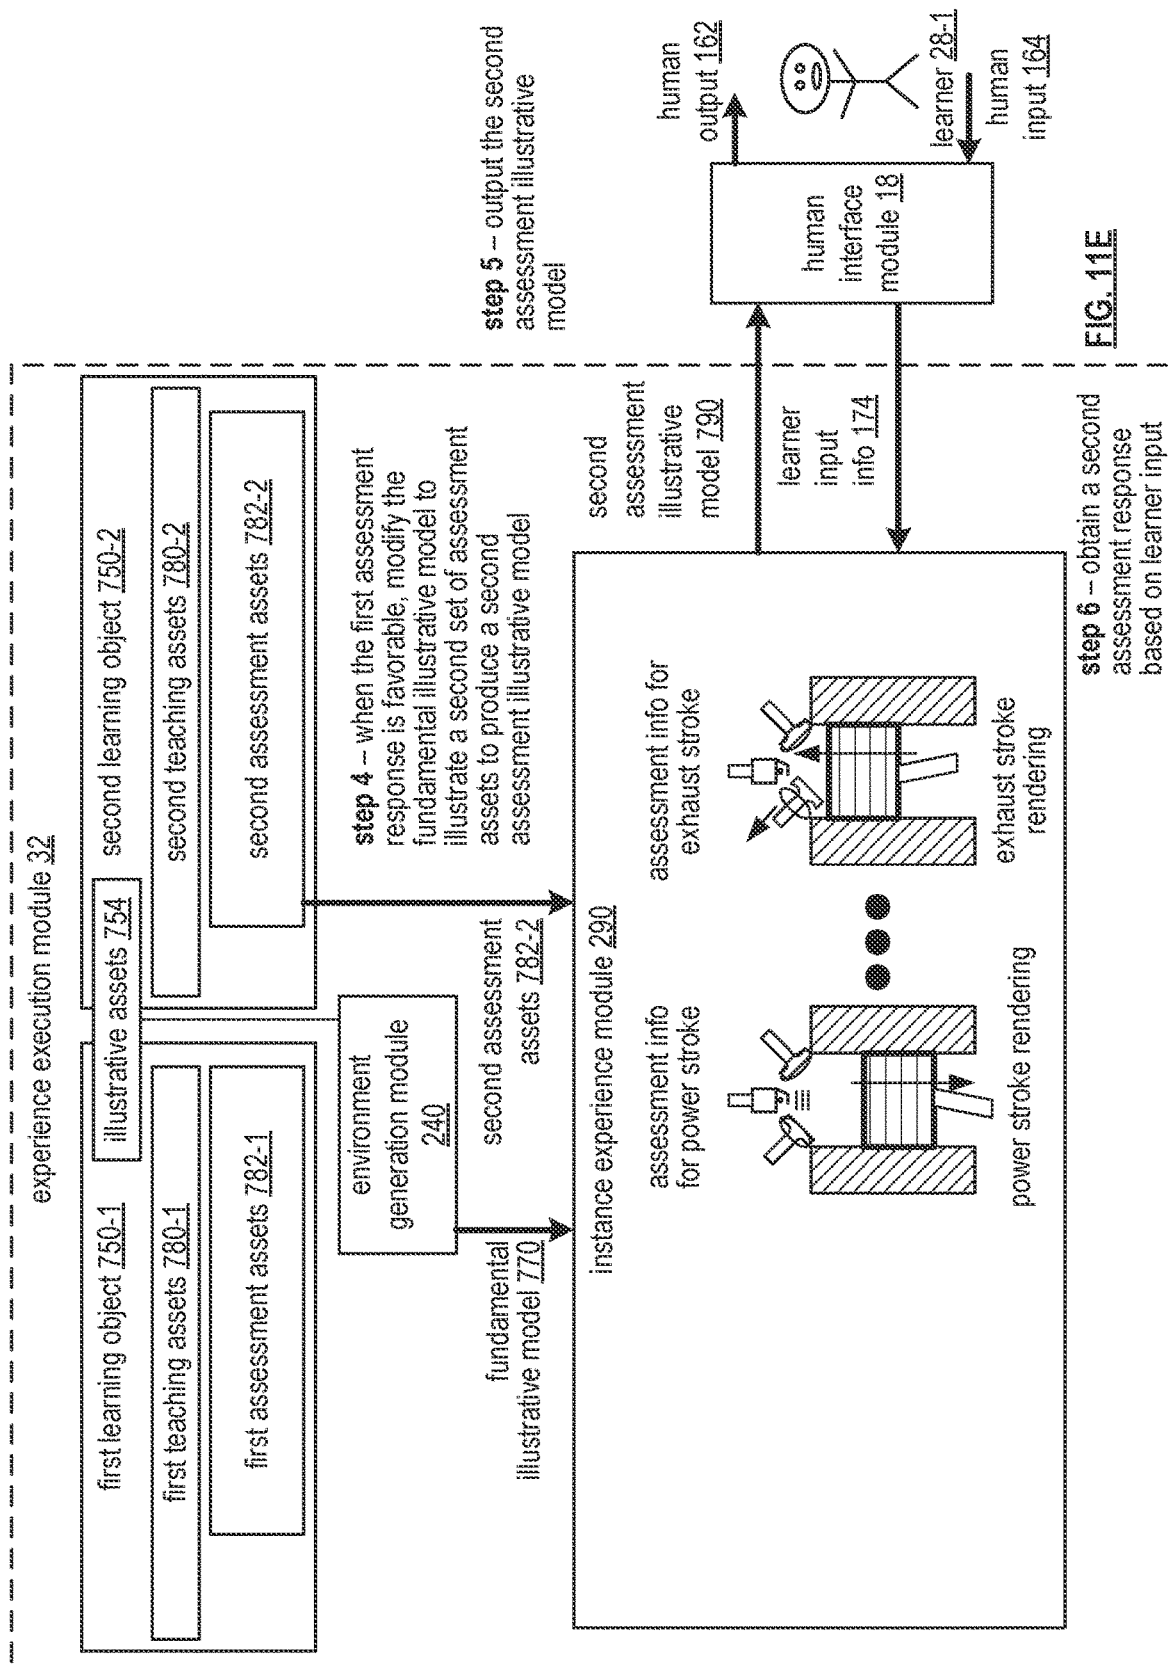 experience execution module 32
first learning object 750-1
illustrative assets 754
second learning object 750-2
first teaching assets 780-1
second teaching assets 780-2
first assessment assets 782-1
second assessment assets 782-2
environment
generation module
240
step 4 – when the first assessment
response is favorable, modify the
fundamental illustrative model to
illustrate a second set of assessment
assets to produce a second
assessment illustrative model
fundamental
illustrative model 770
second assessment
assets 782-2
instance experience module 290
assessment info
for power stroke
assessment info for
exhaust stroke
power stroke rendering
exhaust stroke
rendering
step 5 – output the second
assessment illustrative
model
second
assessment
illustrative
model 790
learner
input
info 174
human
interface
module 18
human
output 162
learner 28-1
human
input 164
step 6 – obtain a second
assessment response
based on learner input
FIG. 11E